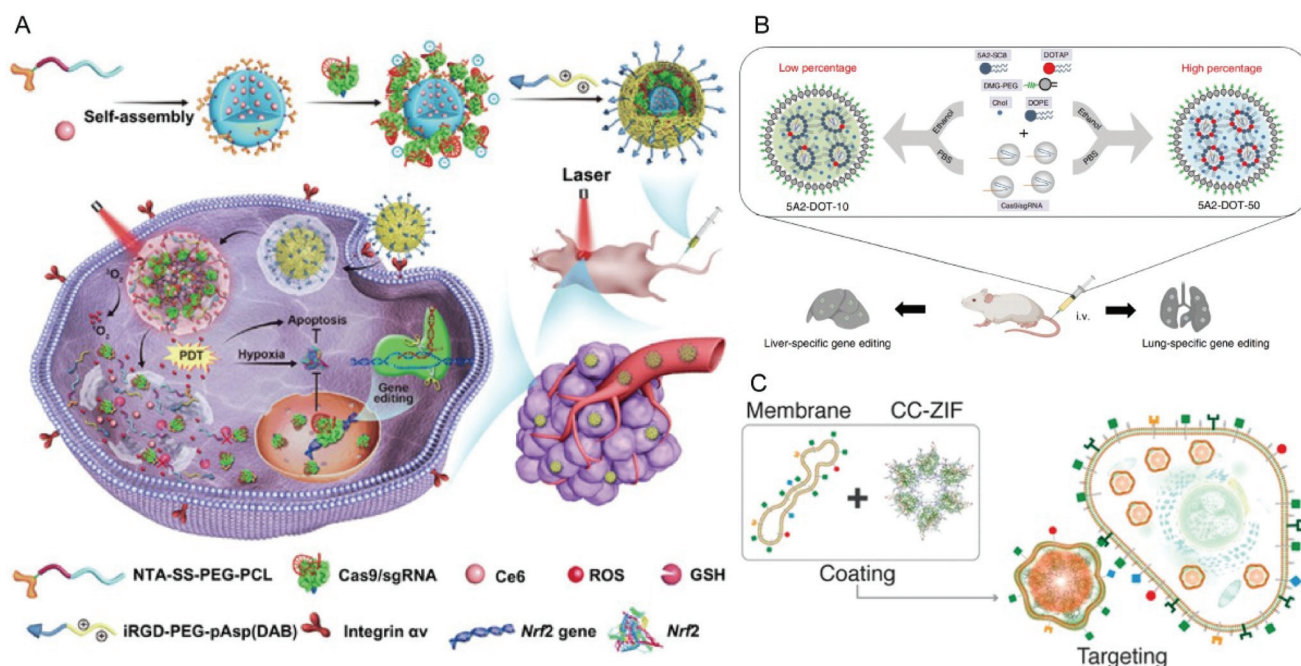 A
Self-assembly
Laser
³O₂
¹O₂
PDT
Apoptosis
Hypoxia
Gene
editing
NTA-SS-PEG-PCL
Cas9/sgRNA
Ce6
ROS
GSH
iRGD-PEG-pAsp(DAB)
Integrin αv
Nrf2 gene
Nrf2
B
Low percentage
5A2-SC8
DOTAP
DMG-PEG
Chol
DOPE
High percentage
Ethanol
PBS
+
Ethanol
PBS
Cas9/sgRNA
5A2-DOT-10
5A2-DOT-50
i.v.
Liver-specific gene editing
Lung-specific gene editing
C
Membrane
CC-ZIF
+
Coating
Targeting